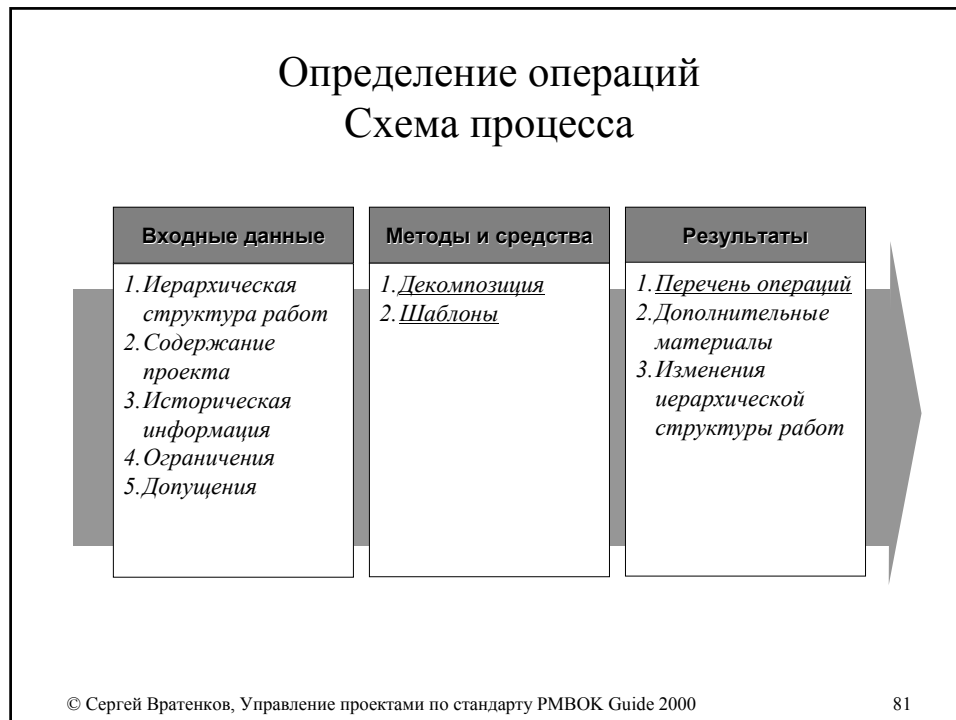 Определение операций
Схема процесса
Входные данные
1.Иерархическая
структура работ
2.Содержание
проекта
3.Историческая
информация
4.Ограничения
5.Допущения
Методы и средства
1.Декомпозиция
2.Шаблоны
Результаты
1.Перечень операций
2.Дополнительные
материалы
3.Изменения
иерархической
структуры работ
© Сергей Вратенков, Управление проектами по стандарту PMBOK Guide 2000
81